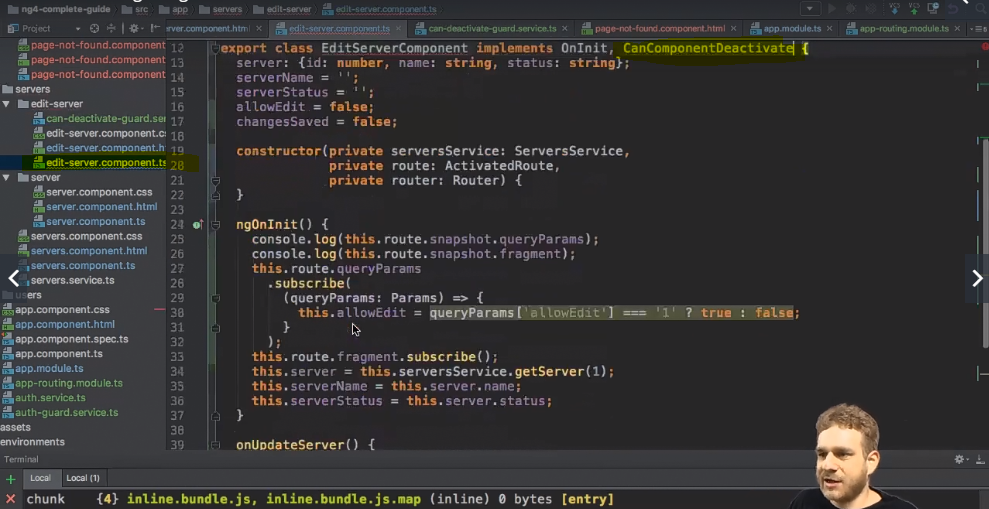 ng4-complete-guide src app servers edit-server edit-server.component.ts
Project
component.html edit-server.component.ts can-deactivate-guard.service.ts page-not-found.component.html app.module.ts app-routing.module.ts
page-not-found.component
page-not-found.component
page-not-found.component
servers
edit-server
can-deactivate-guard.se
edit-server.component.cs
edit-server.component.h
edit-server.component.ts
server
server.component.css
server.component.html
server.component.ts
servers.component.css
servers.component.html
servers.component.ts
servers.service.ts
users
app.component.css
app.component.html
app.component.spec.ts
app.component.ts
app.module.ts
app-routing.module.ts
auth.service.ts
auth-guard.service.ts
assets
environments
12 export class EditServerComponent implements OnInit, CanComponentDeactivate {
13 server: {id: number, name: string, status: string};
14 serverName = '';
15 serverStatus = '';
16 allowEdit = false;
17 changesSaved = false;
18
19 constructor(private serversService: ServersService,
20 private route: ActivatedRoute,
21 private router: Router) {
22 }
23
24 ngOnInit() {
25 console.log(this.route.snapshot.queryParams);
26 console.log(this.route.snapshot.fragment);
27 this.route.queryParams
28 .subscribe(
29 (queryParams: Params) => {
30 this.allowEdit = queryParams['allowEdit'] === '1' ? true : false;
31 }
32 );
33 this.route.fragment.subscribe();
34 this.server = this.serversService.getServer(1);
35 this.serverName = this.server.name;
36 this.serverStatus = this.server.status;
37 }
39 onUpdateServer() {
Terminal
Local Local (1)
chunk {4} inline.bundle.js, inline.bundle.js.map (inline) 0 bytes [entry]